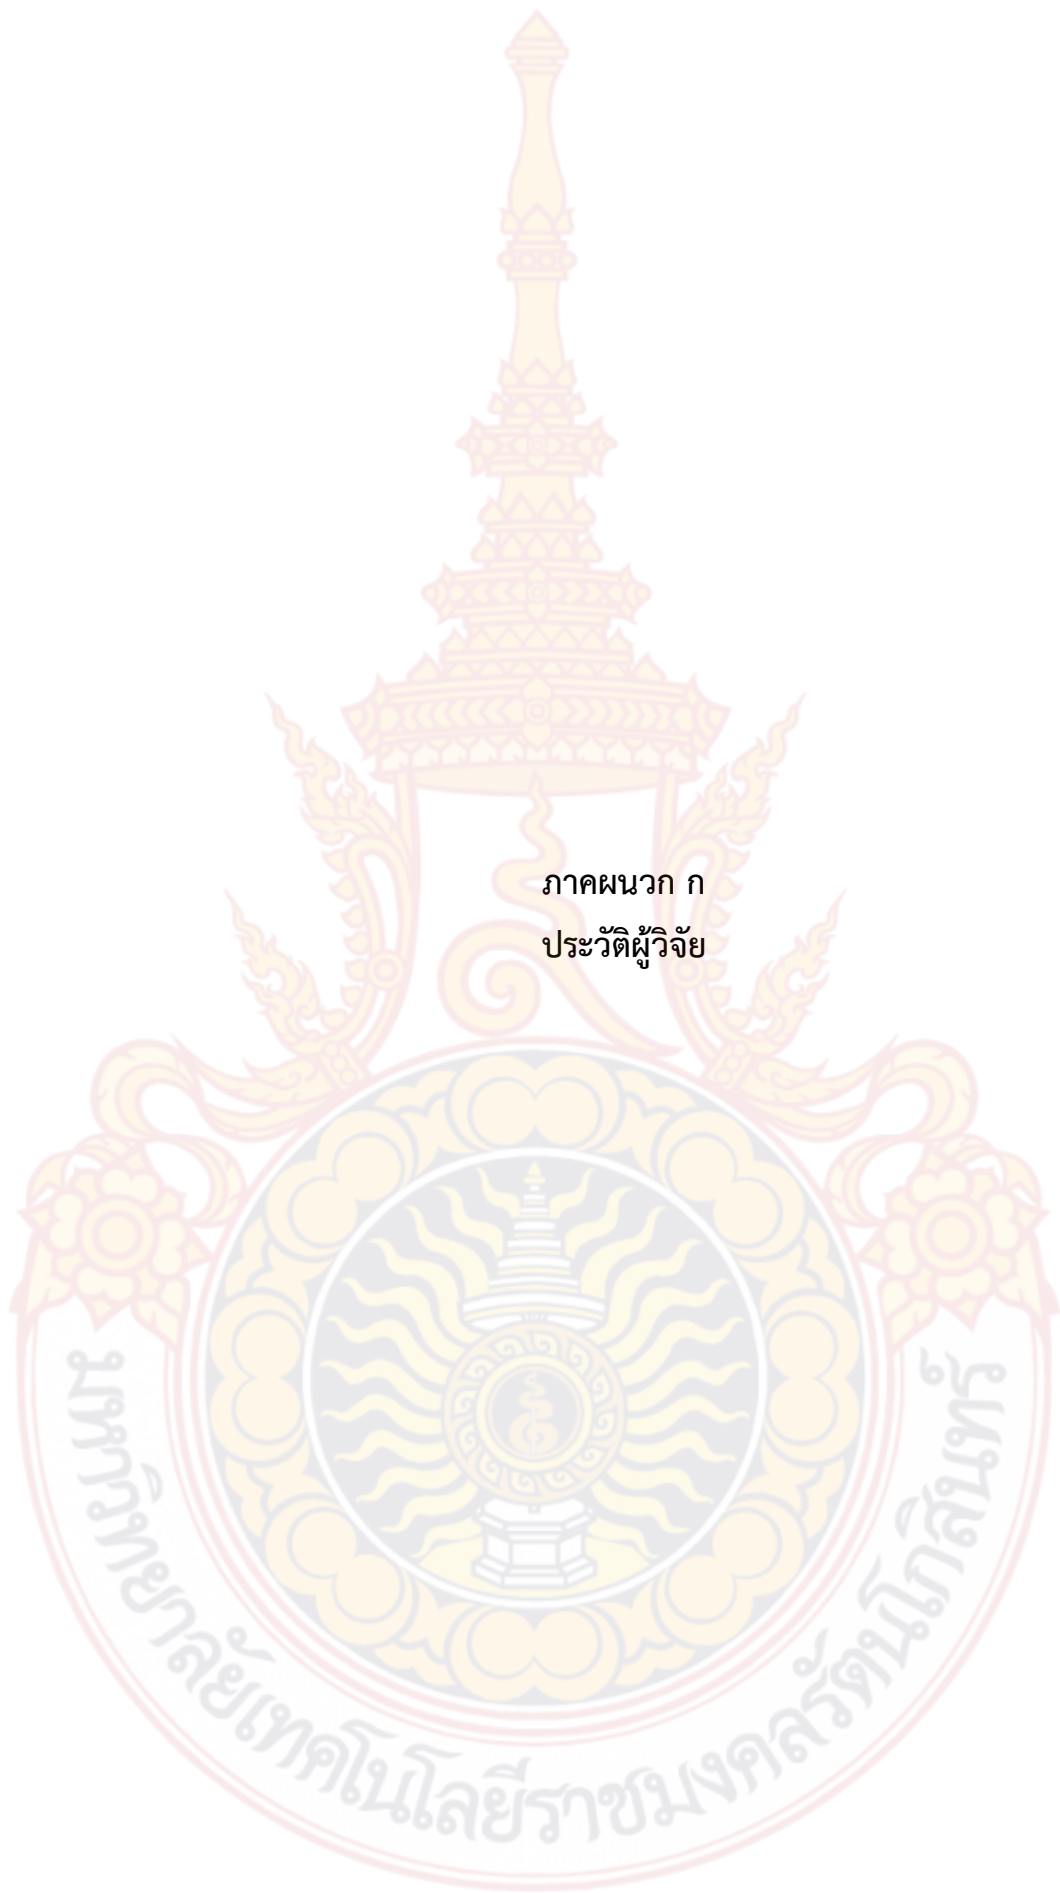 ภาคผนวก ก
ประวัติผู้วิจัย
มหาวิทยาลัยเทคโนโลยีราชมงคลรัตนโกสินทร์